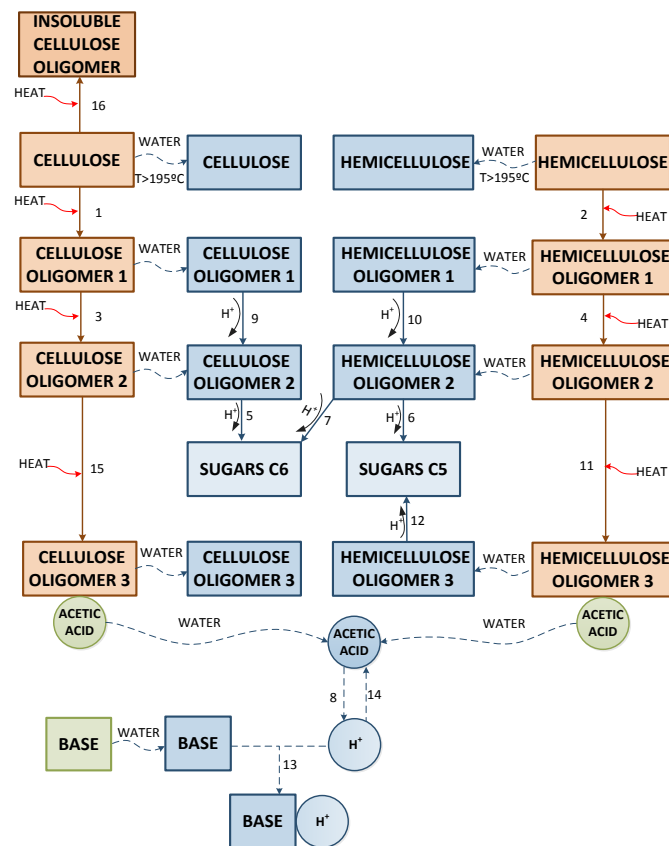 INSOLUBLE
CELLULOSE
OLIGOMER
HEAT
16
CELLULOSE
WATER
T>195ºC
CELLULOSE
HEMICELLULOSE
WATER
T>195ºC
HEMICELLULOSE
HEAT
1
2
HEAT
CELLULOSE
OLIGOMER 1
WATER
CELLULOSE
OLIGOMER 1
HEMICELLULOSE
OLIGOMER 1
WATER
HEMICELLULOSE
OLIGOMER 1
HEAT
3
H+
9
H+
10
4
HEAT
CELLULOSE
OLIGOMER 2
WATER
CELLULOSE
OLIGOMER 2
HEMICELLULOSE
OLIGOMER 2
WATER
HEMICELLULOSE
OLIGOMER 2
H+
5
H+
7
H+
6
SUGARS C6
SUGARS C5
HEAT
15
11
HEAT
H+
12
CELLULOSE
OLIGOMER 3
WATER
CELLULOSE
OLIGOMER 3
HEMICELLULOSE
OLIGOMER 3
WATER
HEMICELLULOSE
OLIGOMER 3
ACETIC
ACID
WATER
ACETIC
ACID
WATER
ACETIC
ACID
8
14
BASE
WATER
BASE
H+
13
BASE
H+